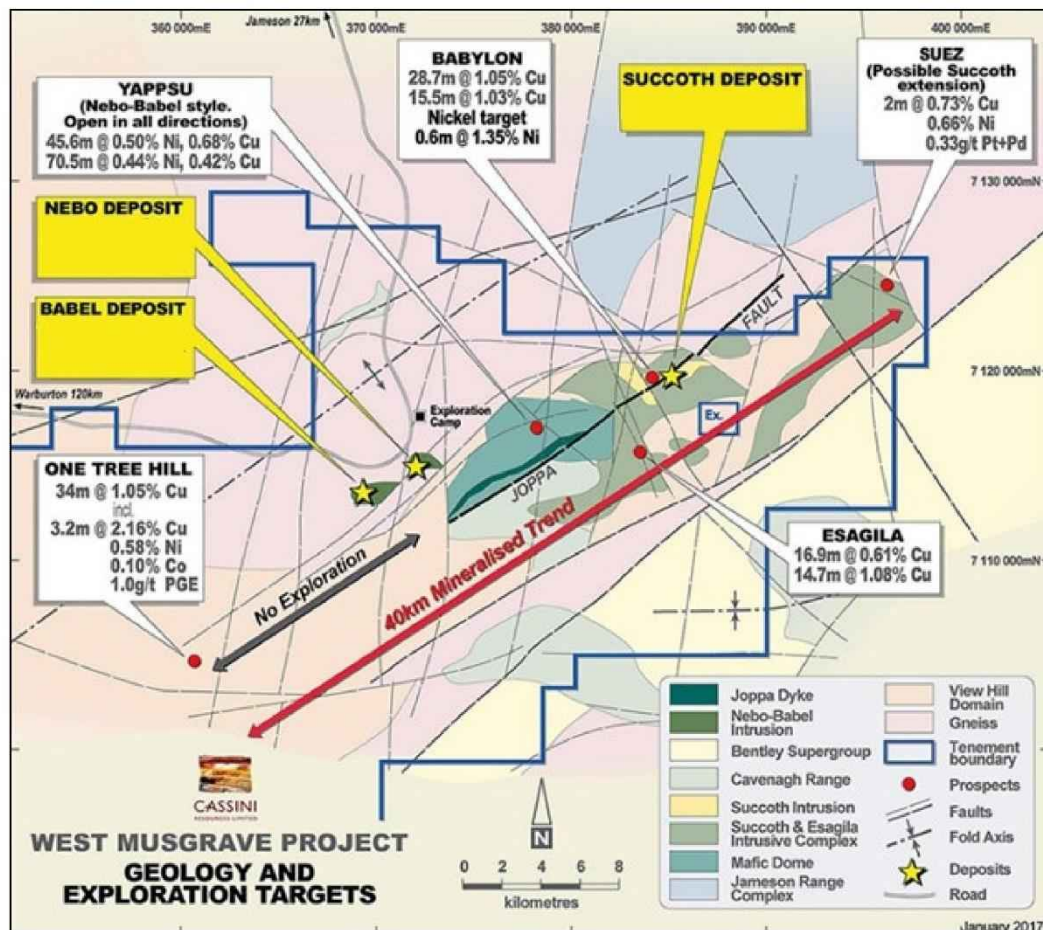 360 000mE
Jameson 27km
370 000mE
380 000mE
390 000mE
400 000mE
YAPPSU
(Nebo-Babel style.
Open in all directions)
45.6m @ 0.50% Ni, 0.68% Cu
70.5m @ 0.44% Ni, 0.42% Cu
BABYLON
28.7m @ 1.05% Cu
15.5m @ 1.03% Cu
Nickel target
0.6m @ 1.35% Ni
SUCCOTH DEPOSIT
SUEZ
(Possible Succoth
extension)
2m @ 0.73% Cu
0.66% Ni
0.33g/t Pt+Pd
7 130 000mN
NEBO DEPOSIT
BABEL DEPOSIT
FAULT
7 120 000mN
Warburton 120km
Exploration
Camp
Ex.
JOPPA
ONE TREE HILL
34m @ 1.05% Cu
incl.
3.2m @ 2.16% Cu
0.58% Ni
0.10% Co
1.0g/t PGE
No Exploration
40km Mineralised Trend
ESAGILA
16.9m @ 0.61% Cu
14.7m @ 1.08% Cu
7 110 000mN
CASSINI
RESOURCES LIMITED
WEST MUSGRAVE PROJECT
GEOLOGY AND
EXPLORATION TARGETS
N
0 2 4 6 8
kilometres
Joppa Dyke
Nebo-Babel
Intrusion
Bentley Supergroup
Cavenagh Range
Succoth Intrusion
Succoth & Esagila
Intrusive Complex
Mafic Dome
Jameson Range
Complex
View Hill
Domain
Gneiss
Tenement
boundary
Prospects
Faults
Fold Axis
Deposits
Road
January 2017